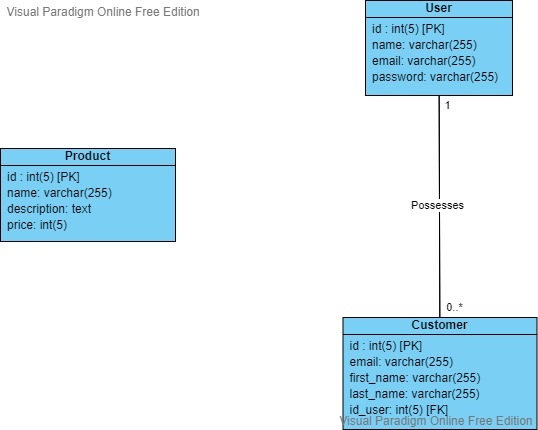 Visual Paradigm Online Free Edition
User
id : int(5) [PK]
name: varchar(255)
email: varchar(255)
password: varchar(255)
1
Product
id : int(5) [PK]
name: varchar(255)
description: text
price: int(5)
Possesses
0..*
Customer
id : int(5) [PK]
email: varchar(255)
first_name: varchar(255)
last_name: varchar(255)
id_user: int(5) [FK]
Visual Paradigm Online Free Edition